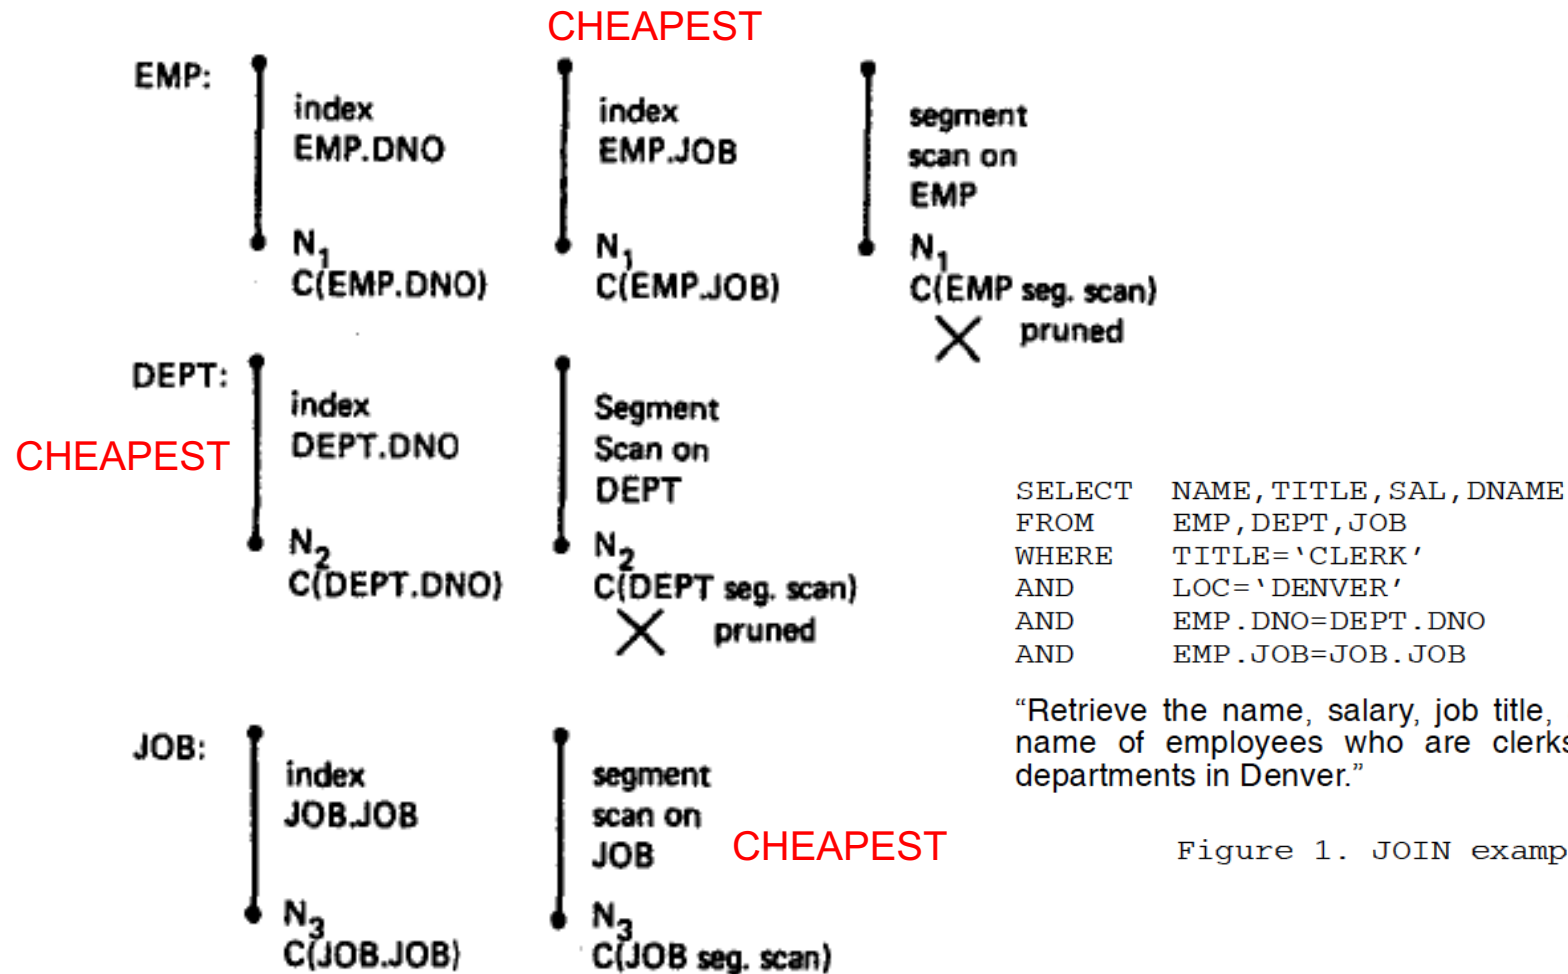 CHEAPEST
EMP:
index
EMP.DNO
N1
C(EMP.DNO)
index
EMP.JOB
N1
C(EMP.JOB)
segment
scan on
EMP
N1
C(EMP seg. scan)
pruned
DEPT:
CHEAPEST
index
DEPT.DNO
N2
C(DEPT.DNO)
Segment
Scan on
DEPT
N2
C(DEPT seg. scan)
pruned
JOB:
index
JOB.JOB
N3
C(JOB.JOB)
segment
scan on
JOB
CHEAPEST
N3
C(JOB seg. scan)
SELECT NAME,TITLE,SAL,DNAME
FROM EMP,DEPT,JOB
WHERE TITLE=‘CLERK’
AND LOC=‘DENVER’
AND EMP.DNO=DEPT.DNO
AND EMP.JOB=JOB.JOB
“Retrieve the name, salary, job title,
name of employees who are clerks
departments in Denver.”
Figure 1. JOIN examp